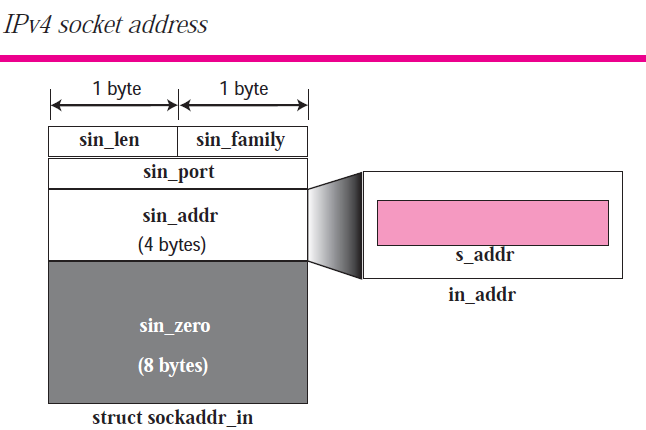 IPv4 socket address
1 byte 1 byte
sin_len sin_family
sin_port
sin_addr
(4 bytes)
s_addr
in_addr
sin_zero
(8 bytes)
struct sockaddr_in